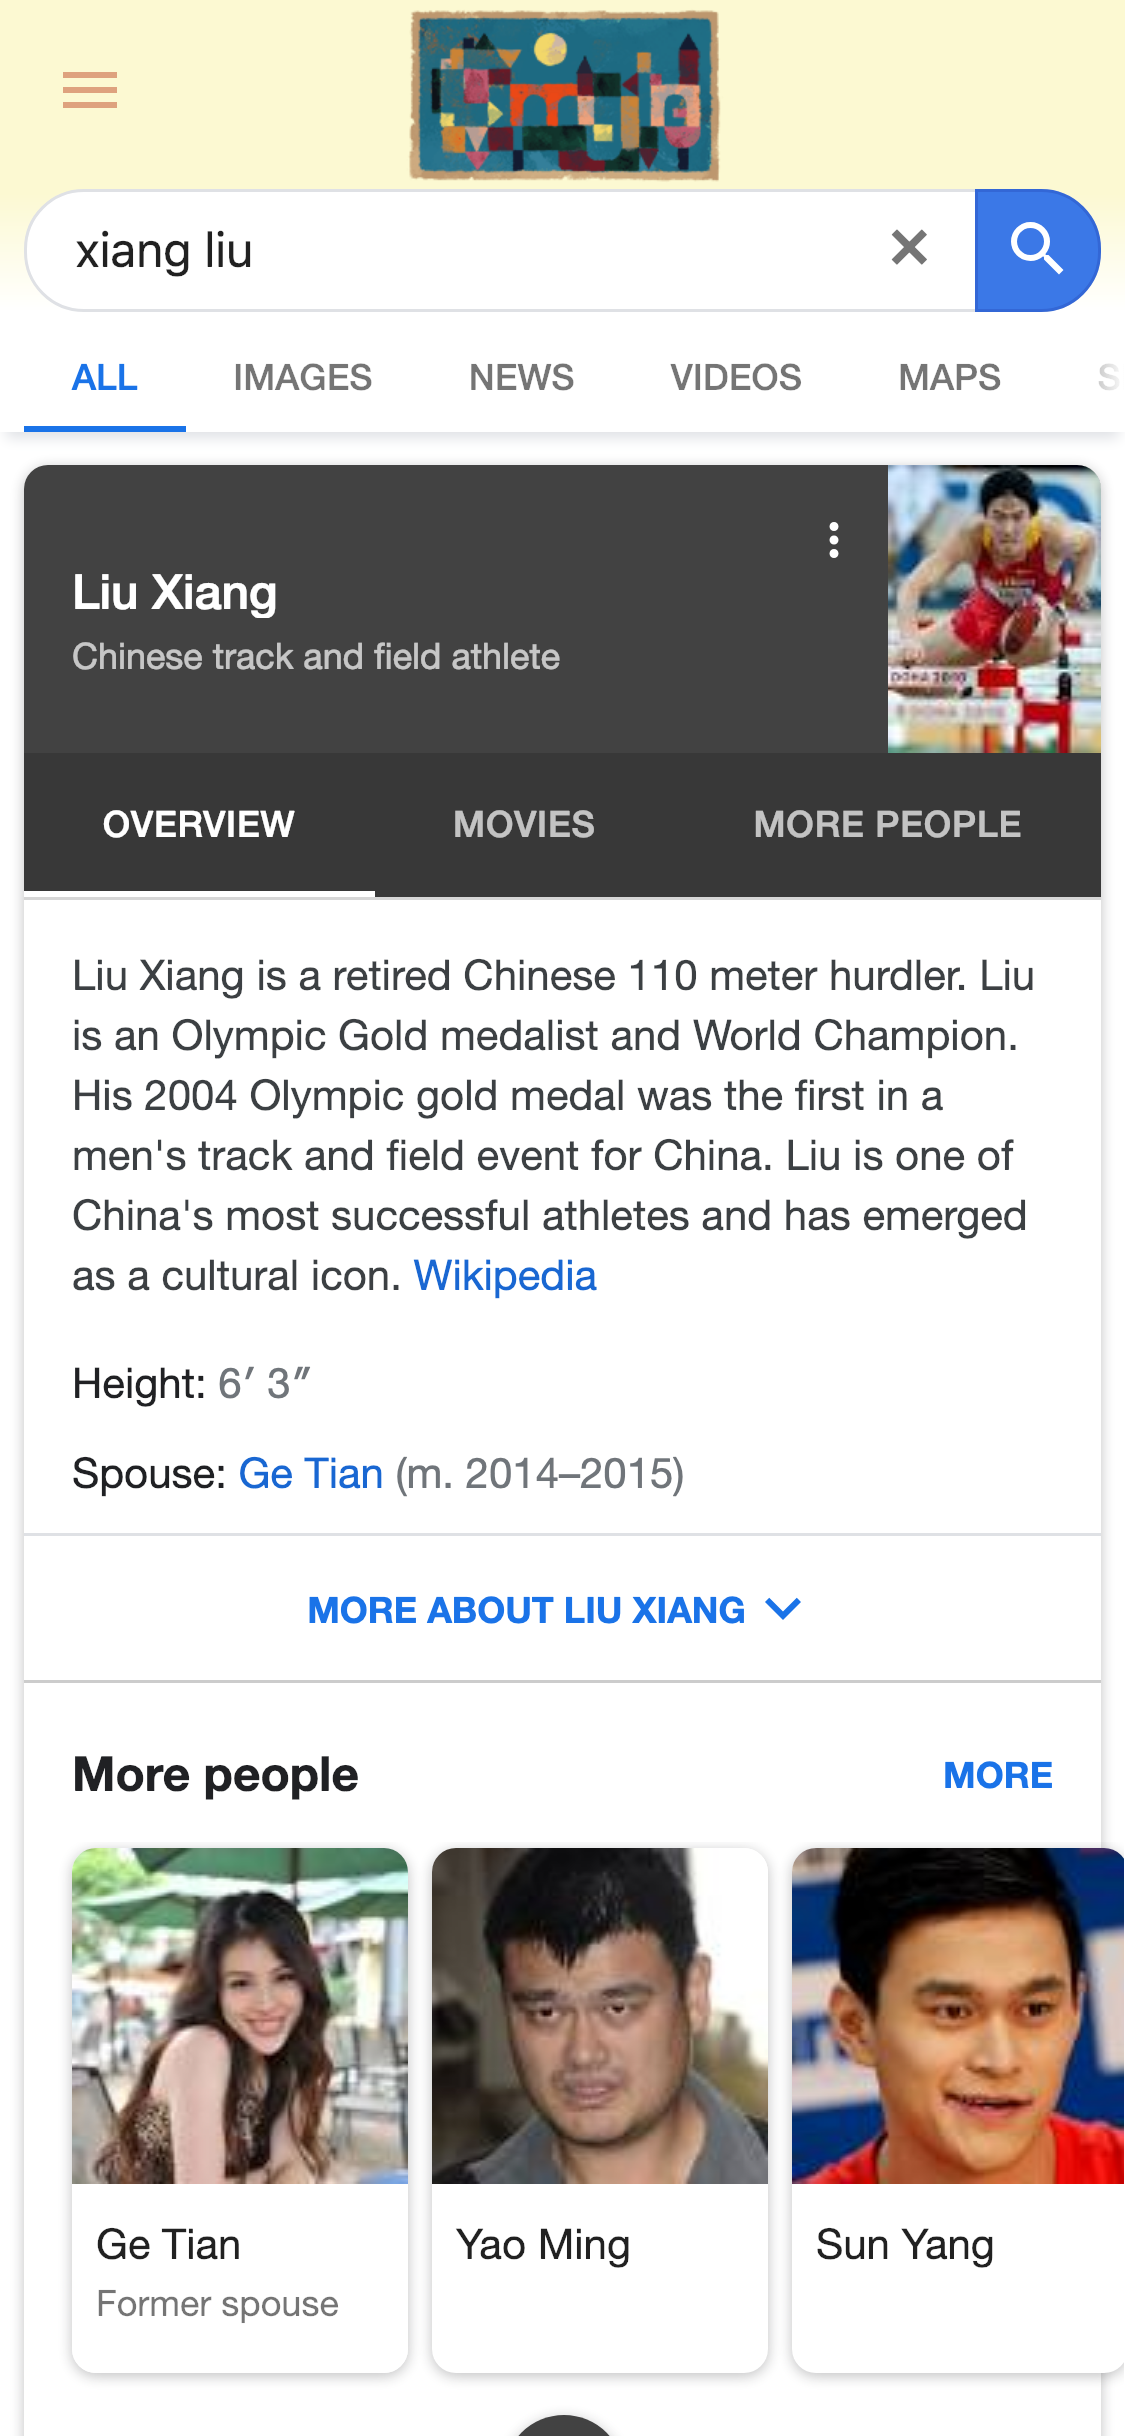 xiang liu
ALL IMAGES NEWS VIDEOS MAPS S
Liu Xiang
Chinese track and field athlete
DOHA 2010
OVERVIEW MOVIES MORE PEOPLE
Liu Xiang is a retired Chinese 110 meter hurdler. Liu
is an Olympic Gold medalist and World Champion.
His 2004 Olympic gold medal was the first in a
men's track and field event for China. Liu is one of
China's most successful athletes and has emerged
as a cultural icon. Wikipedia
Height: 6′ 3″
Spouse: Ge Tian (m. 2014–2015)
MORE ABOUT LIU XIANG
More people MORE
Ge Tian Yao Ming Sun Yang
Former spouse